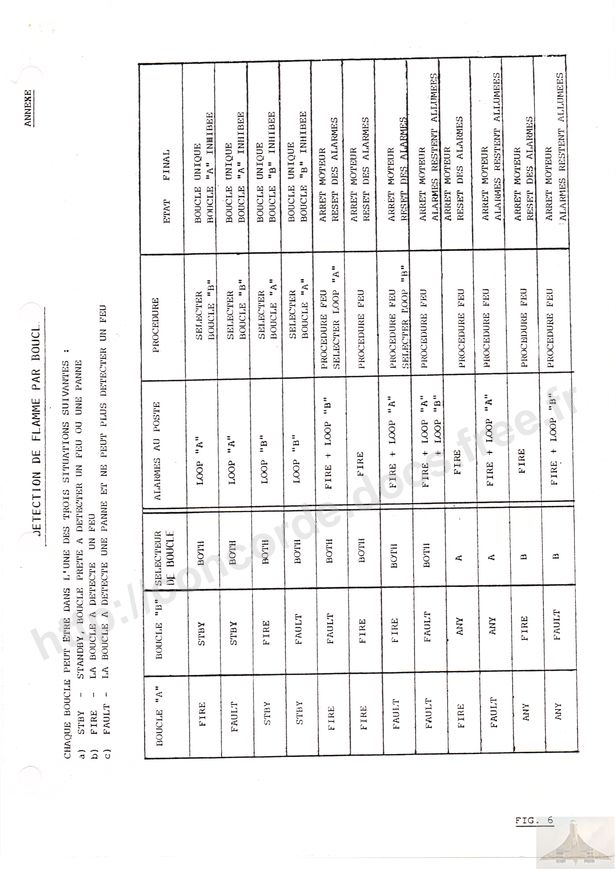 ANNEXE
DETECTION DE FLAMME PAR BOUCL
CHAQUE BOUCLE PEUT ETRE DANS L'UNE DES TROIS SITUATIONS SUIVANTES :
a) STBY - STANDBY, BOUCLE PRETE A DETECTER UN FEU OU UNE PANNE
b) FIRE - LA BOUCLE A DETECTE UN FEU
c) FAULT - LA BOUCLE A DETECTE UNE PANNE ET NE PEUT PLUS DETECTER UN FEU
BOUCLE "A" BOUCLE "B" SELECTEUR DE BOUCLE ALARMES AU POSTE PROCEDURE ETAT FINAL
FIRE STBY BOTH LOOP "A" SELECTER BOUCLE "B" BOUCLE UNIQUE BOUCLE "A" INHIBEE
FAULT STBY BOTH LOOP "A" SELECTER BOUCLE "B" BOUCLE UNIQUE BOUCLE "A" INHIBEE
STBY FIRE BOTH LOOP "B" SELECTER BOUCLE "A" BOUCLE UNIQUE BOUCLE "B" INHIBEE
STBY FAULT BOTH LOOP "B" SELECTER BOUCLE "A" BOUCLE UNIQUE BOUCLE "B" INHIBEE
FIRE FAULT BOTH FIRE + LOOP "B" PROCEDURE FEU SELECTER LOOP "A" ARRET MOTEUR RESET DES ALARMES
FIRE FIRE BOTH FIRE PROCEDURE FEU ARRET MOTEUR RESET DES ALARMES
FAULT FIRE BOTH FIRE + LOOP "A" PROCEDURE FEU SELECTER LOOP "B" ARRET MOTEUR RESET DES ALARMES
FAULT FAULT BOTH FIRE + LOOP "A" + LOOP "B" PROCEDURE FEU ARRET MOTEUR ALARMES RESTENT ALLUMEES
FIRE ANY A FIRE PROCEDURE FEU ARRET MOTEUR RESET DES ALARMES
FAULT ANY A FIRE + LOOP "A" PROCEDURE FEU ARRET MOTEUR ALARMES RESTENT ALLUMEES
ANY FIRE B FIRE PROCEDURE FEU ARRET MOTEUR RESET DES ALARMES
ANY FAULT B FIRE + LOOP "B" PROCEDURE FEU ARRET MOTEUR ALARMES RESTENT ALLUMEES
FIG. 6
http://concorde.docs.free.fr